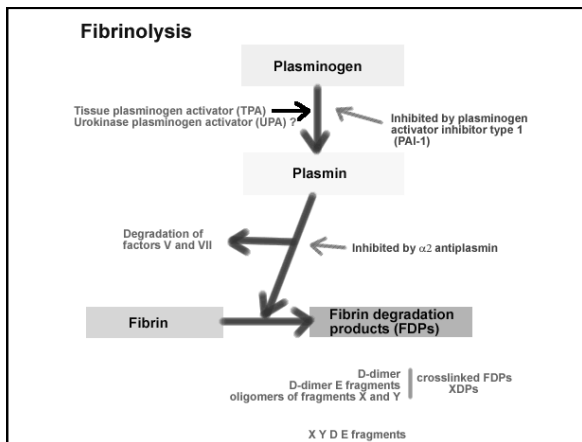 Fibrinolysis
Plasminogen
Tissue plasminogen activator (TPA)
Urokinase plasminogen activator (UPA) ?
Inhibited by plasminogen
activator inhibitor type 1
(PAI-1)
Plasmin
Degradation of
factors V and VII
Inhibited by α2 antiplasmin
Fibrin
Fibrin degradation
products (FDPs)
D-dimer
D-dimer E fragments
oligomers of fragments X and Y
crosslinked FDPs
XDPs
X Y D E fragments